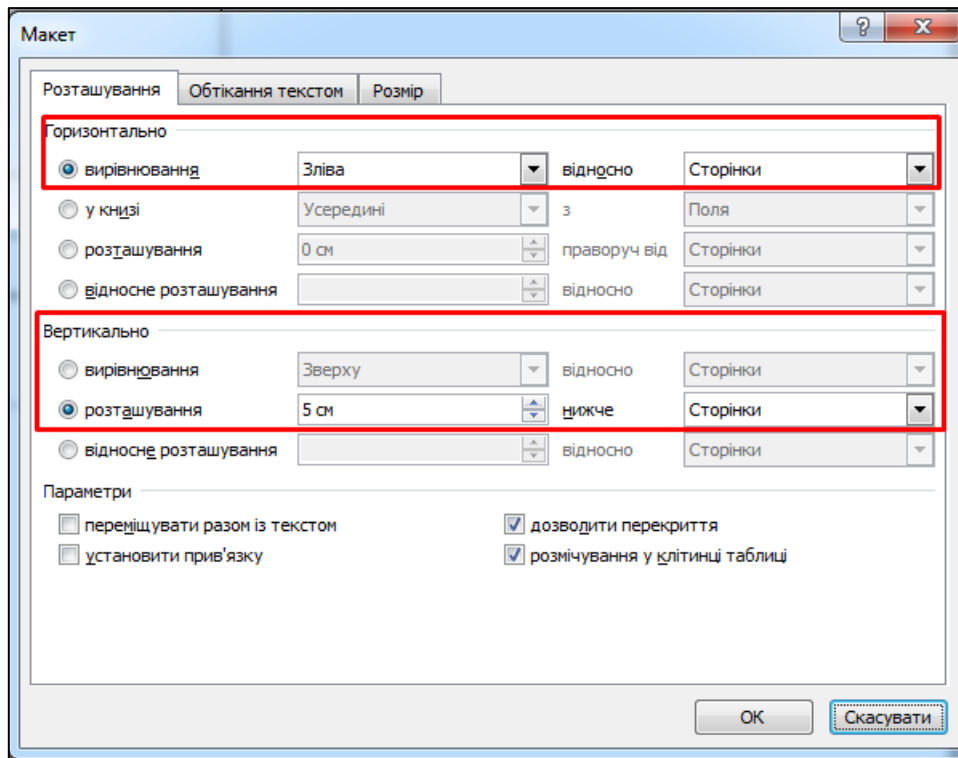 Макет
Розташування Обтікання текстом Розмір
Горизонтально
вирівнювання Зліва відносно Сторінки
у книзі Усередині з Поля
розташування 0 см праворуч від Сторінки
відносне розташування відносно Сторінки
Вертикально
вирівнювання Зверху відносно Сторінки
розташування 5 см нижче Сторінки
відносне розташування відносно Сторінки
Параметри
переміщувати разом із текстом дозволити перекриття
установити прив'язку розмічування у клітинці таблиці
ОК Скасувати